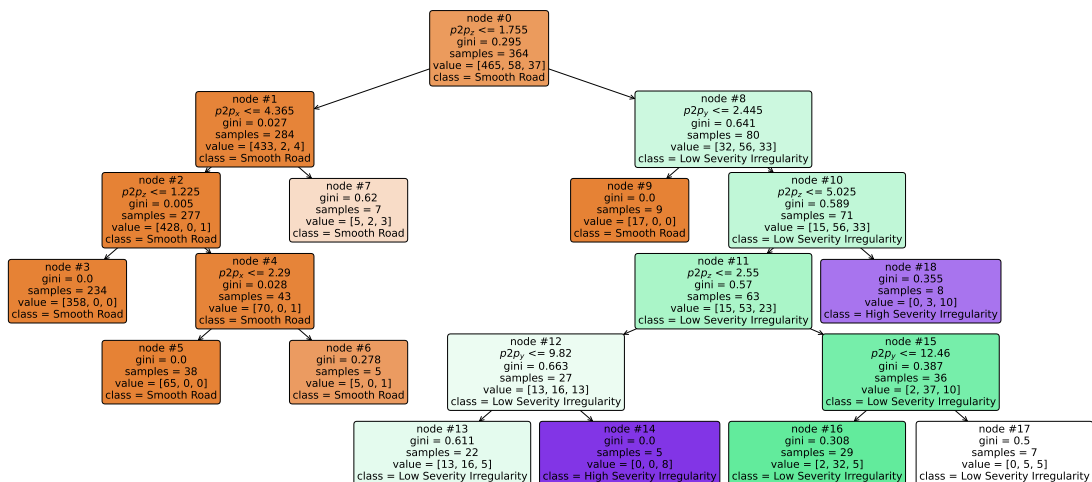 node #0
p2p_z <= 1.755
gini = 0.295
samples = 364
value = [465, 58, 37]
class = Smooth Road
node #1
p2p_x <= 4.365
gini = 0.027
samples = 284
value = [433, 2, 4]
class = Smooth Road
node #8
p2p_y <= 2.445
gini = 0.641
samples = 80
value = [32, 56, 33]
class = Low Severity Irregularity
node #2
p2p_z <= 1.225
gini = 0.005
samples = 277
value = [428, 0, 1]
class = Smooth Road
node #7
gini = 0.62
samples = 7
value = [5, 2, 3]
class = Smooth Road
node #9
gini = 0.0
samples = 9
value = [17, 0, 0]
class = Smooth Road
node #10
p2p_z <= 5.025
gini = 0.589
samples = 71
value = [15, 56, 33]
class = Low Severity Irregularity
node #3
gini = 0.0
samples = 234
value = [358, 0, 0]
class = Smooth Road
node #4
p2p_x <= 2.29
gini = 0.028
samples = 43
value = [70, 0, 1]
class = Smooth Road
node #11
p2p_z <= 2.55
gini = 0.57
samples = 63
value = [15, 53, 23]
class = Low Severity Irregularity
node #18
gini = 0.355
samples = 8
value = [0, 3, 10]
class = High Severity Irregularity
node #5
gini = 0.0
samples = 38
value = [65, 0, 0]
class = Smooth Road
node #6
gini = 0.278
samples = 5
value = [5, 0, 1]
class = Smooth Road
node #12
p2p_y <= 9.82
gini = 0.663
samples = 27
value = [13, 16, 13]
class = Low Severity Irregularity
node #15
p2p_y <= 12.46
gini = 0.387
samples = 36
value = [2, 37, 10]
class = Low Severity Irregularity
node #13
gini = 0.611
samples = 22
value = [13, 16, 5]
class = Low Severity Irregularity
node #14
gini = 0.0
samples = 5
value = [0, 0, 8]
class = High Severity Irregularity
node #16
gini = 0.308
samples = 29
value = [2, 32, 5]
class = Low Severity Irregularity
node #17
gini = 0.5
samples = 7
value = [0, 5, 5]
class = Low Severity Irregularity